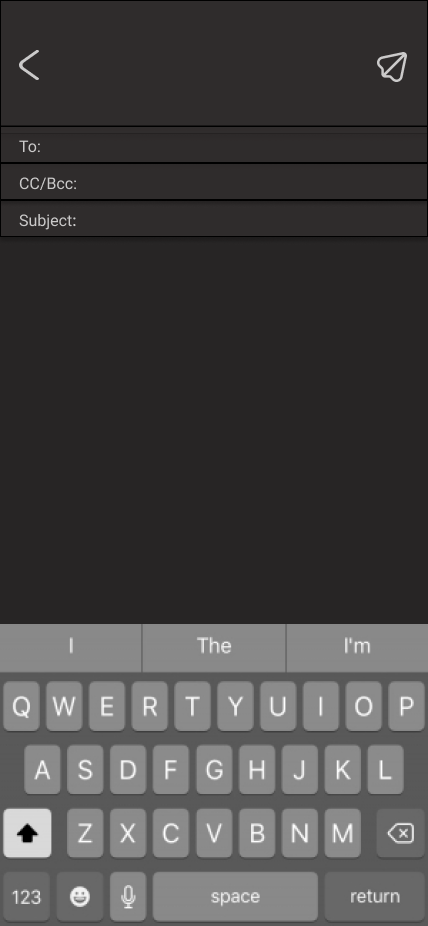 To:
CC/Bcc:
Subject:
I The I'm
Q W E R T Y U I O P
A S D F G H J K L
Z X C V B N M
123 space return